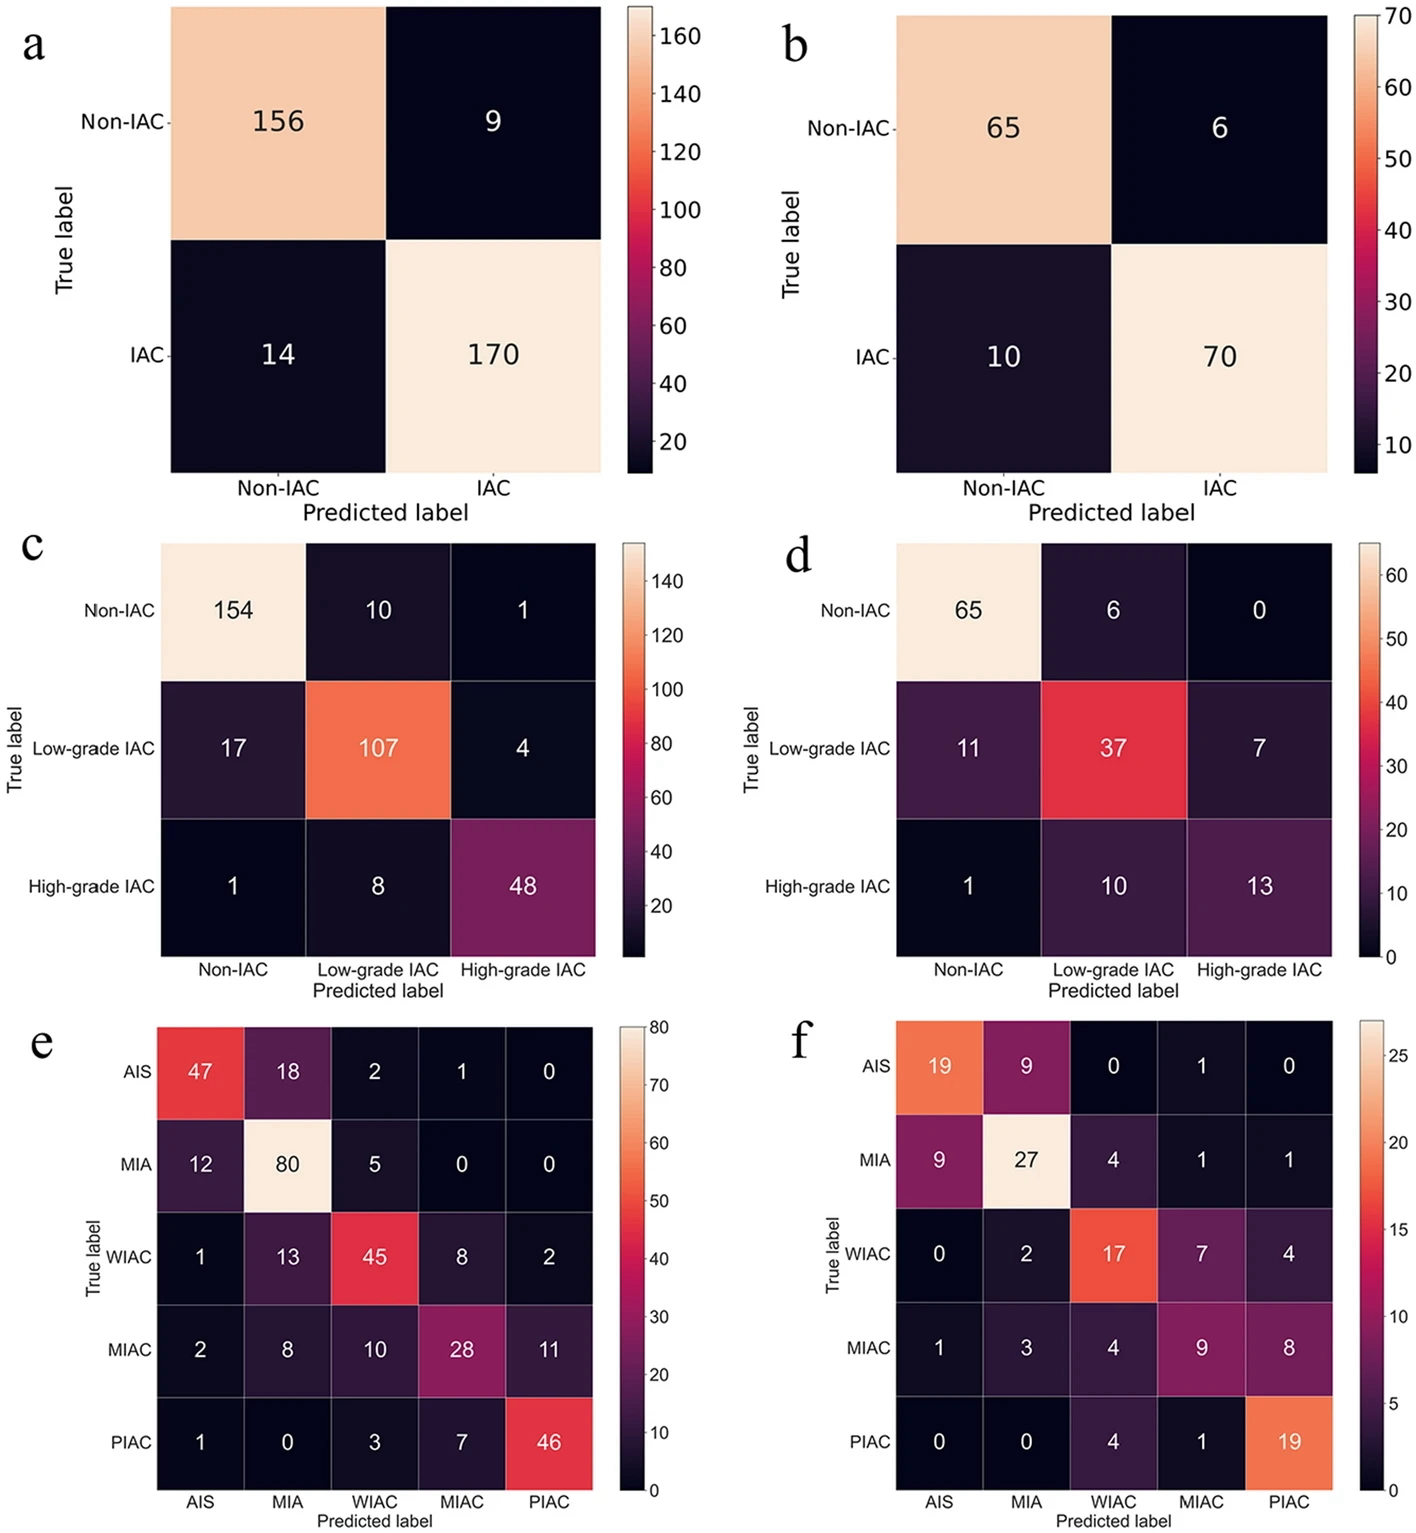 a
Non-IAC 156 9
IAC 14 170
True label
Non-IAC IAC
Predicted label
160
140
120
100
80
60
40
20
b
Non-IAC 65 6
IAC 10 70
True label
Non-IAC IAC
Predicted label
70
60
50
40
30
20
10
c
Non-IAC 154 10 1
Low-grade IAC 17 107 4
High-grade IAC 1 8 48
True label
Non-IAC Low-grade IAC High-grade IAC
Predicted label
140
120
100
80
60
40
20
d
Non-IAC 65 6 0
Low-grade IAC 11 37 7
High-grade IAC 1 10 13
True label
Non-IAC Low-grade IAC High-grade IAC
Predicted label
60
50
40
30
20
10
0
e
AIS 47 18 2 1 0
MIA 12 80 5 0 0
WIAC 1 13 45 8 2
MIAC 2 8 10 28 11
PIAC 1 0 3 7 46
True label
AIS MIA WIAC MIAC PIAC
Predicted label
80
70
60
50
40
30
20
10
0
f
AIS 19 9 0 1 0
MIA 9 27 4 1 1
WIAC 0 2 17 7 4
MIAC 1 3 4 9 8
PIAC 0 0 4 1 19
True label
AIS MIA WIAC MIAC PIAC
Predicted label
25
20
15
10
5
0